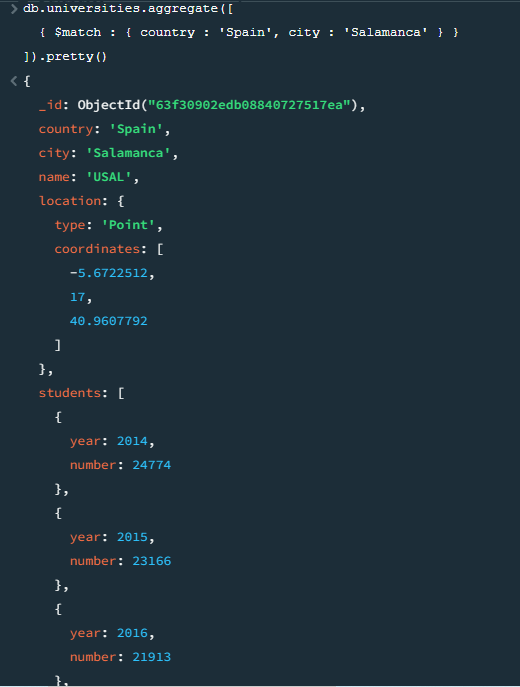 > db.universities.aggregate([
{ $match : { country : 'Spain', city : 'Salamanca' } }
]).pretty()
< {
_id: ObjectId("63f30902edb08840727517ea"),
country: 'Spain',
city: 'Salamanca',
name: 'USAL',
location: {
type: 'Point',
coordinates: [
-5.6722512,
17,
40.9607792
]
},
students: [
{
year: 2014,
number: 24774
},
{
year: 2015,
number: 23166
},
{
year: 2016,
number: 21913
},